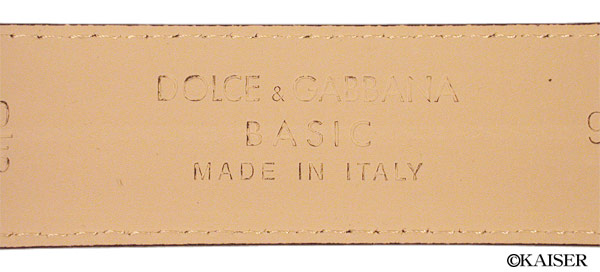 DOLCE & GABBANA
BASIC
MADE IN ITALY
©KAISER